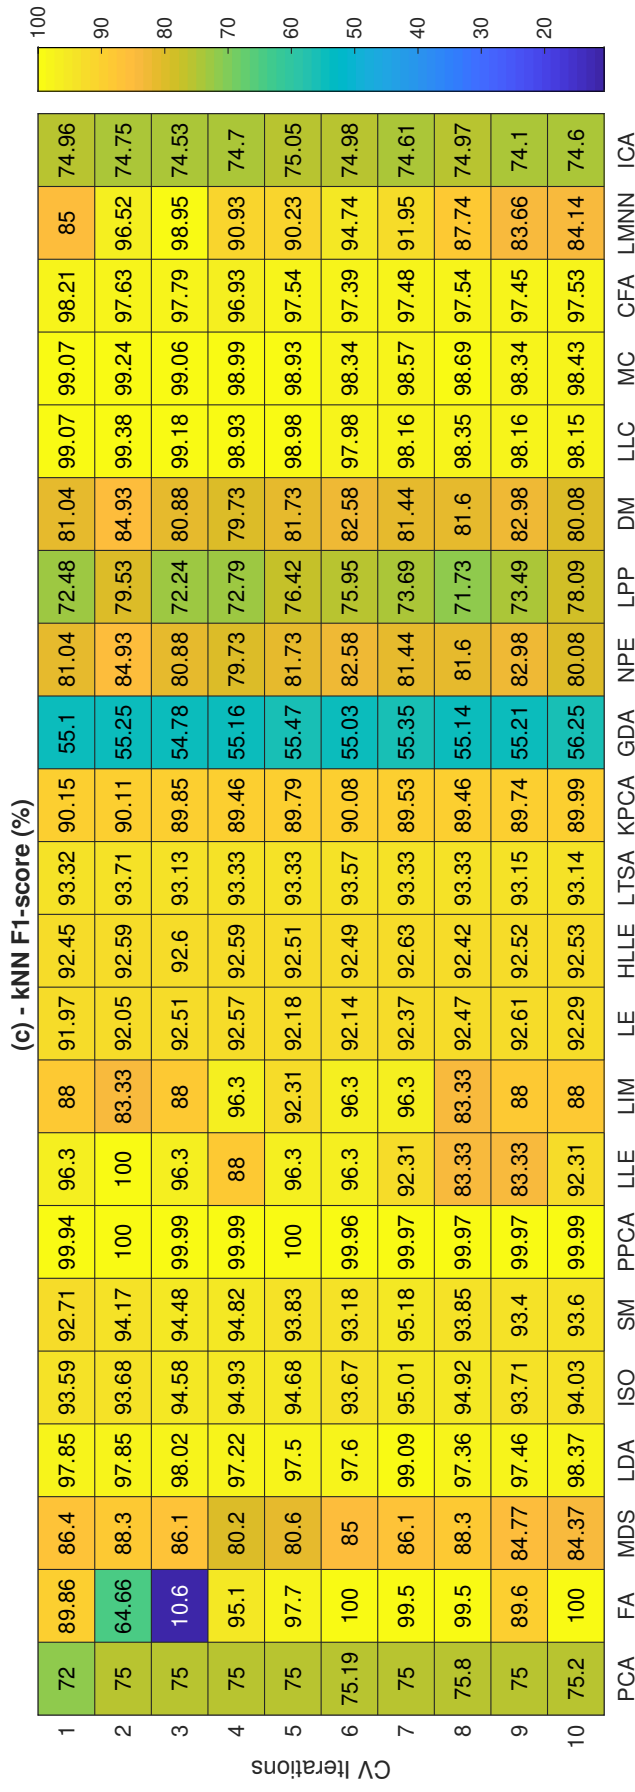 (c) - kNN F1-score (%)
CV Iterations
1 72 89.86 86.4 97.85 93.59 92.71 99.94 96.3 88 91.97 92.45 93.32 90.15 55.1 81.04 72.48 81.04 99.07 99.07 98.21 85 74.96
2 75 64.66 88.3 97.85 93.68 94.17 100 100 83.33 92.05 92.59 93.71 90.11 55.25 84.93 79.53 84.93 99.38 99.24 97.63 96.52 74.75
3 75 10.6 86.1 98.02 94.58 94.48 99.99 96.3 88 92.51 92.6 93.13 89.85 54.78 80.88 72.24 80.88 99.18 99.06 97.79 98.95 74.53
4 75 95.1 80.2 97.22 94.93 94.82 99.99 88 96.3 92.57 92.59 93.33 89.46 55.16 79.73 72.79 79.73 98.93 98.99 96.93 90.93 74.7
5 75 97.7 80.6 97.5 94.68 93.83 100 96.3 92.31 92.18 92.51 93.33 89.79 55.47 81.73 76.42 81.73 98.98 98.93 97.54 90.23 75.05
6 75.19 100 85 97.6 93.67 93.18 99.96 96.3 96.3 92.14 92.49 93.57 90.08 55.03 82.58 75.95 82.58 97.98 98.34 97.39 94.74 74.98
7 75 99.5 86.1 99.09 95.01 95.18 99.97 92.31 96.3 92.37 92.63 93.33 89.53 55.35 81.44 73.69 81.44 98.16 98.57 97.48 91.95 74.61
8 75.8 99.5 88.3 97.36 94.92 93.85 99.97 83.33 83.33 92.47 92.42 93.33 89.46 55.14 81.6 71.73 81.6 98.35 98.69 97.54 87.74 74.97
9 75 89.6 84.77 97.46 93.71 93.4 99.97 83.33 88 92.61 92.52 93.15 89.74 55.21 82.98 73.49 82.98 98.16 98.34 97.45 83.66 74.1
10 75.2 100 84.37 98.37 94.03 93.6 99.99 92.31 88 92.29 92.53 93.14 89.99 56.25 80.08 78.09 80.08 98.15 98.43 97.53 84.14 74.6
PCA FA MDS LDA ISO SM PPCA LLE LIM LE HLLE LTSA KPCA GDA NPE LPP DM LLC MC CFA LMNN ICA
100
90
80
70
60
50
40
30
20